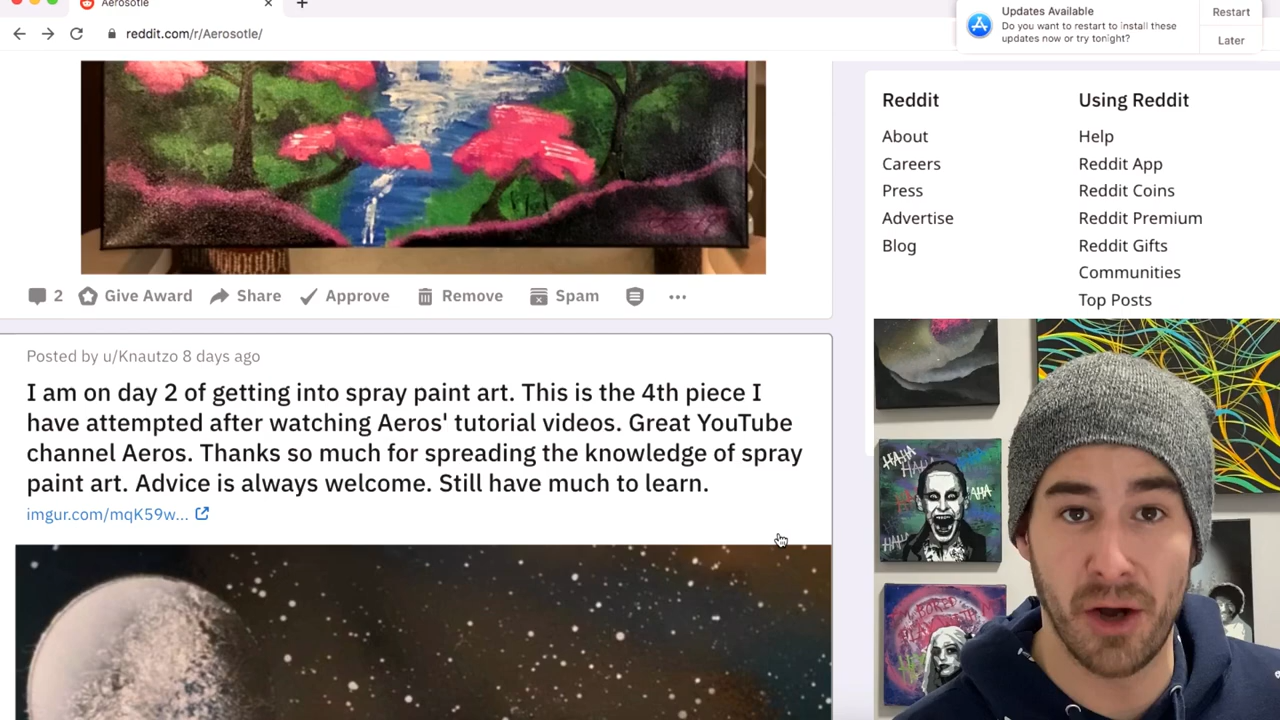 Aerosotle
Updates Available
Do you want to restart to install these
updates now or try tonight?
Restart
Later
reddit.com/r/Aerosotle/
2
Give Award
Share
Approve
Remove
Spam
Posted by u/Knautzo 8 days ago
I am on day 2 of getting into spray paint art. This is the 4th piece I
have attempted after watching Aeros' tutorial videos. Great YouTube
channel Aeros. Thanks so much for spreading the knowledge of spray
paint art. Advice is always welcome. Still have much to learn.
imgur.com/mqK59w...
Reddit
About
Careers
Press
Advertise
Blog
Using Reddit
Help
Reddit App
Reddit Coins
Reddit Premium
Reddit Gifts
Communities
Top Posts
HAHA
HAHA
AHA
HAH